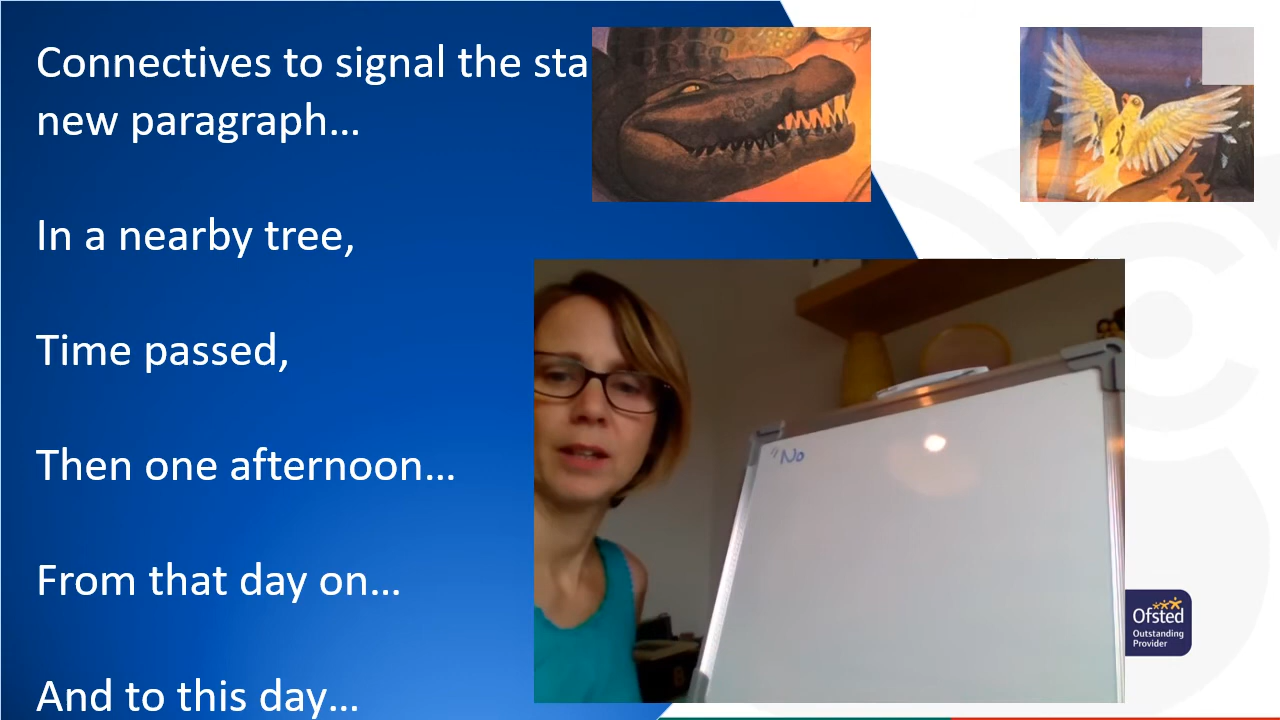 Connectives to signal the sta
new paragraph...
In a nearby tree,
Time passed,
Then one afternoon...
From that day on...
And to this day...
"No
Ofsted
Outstanding
Provider